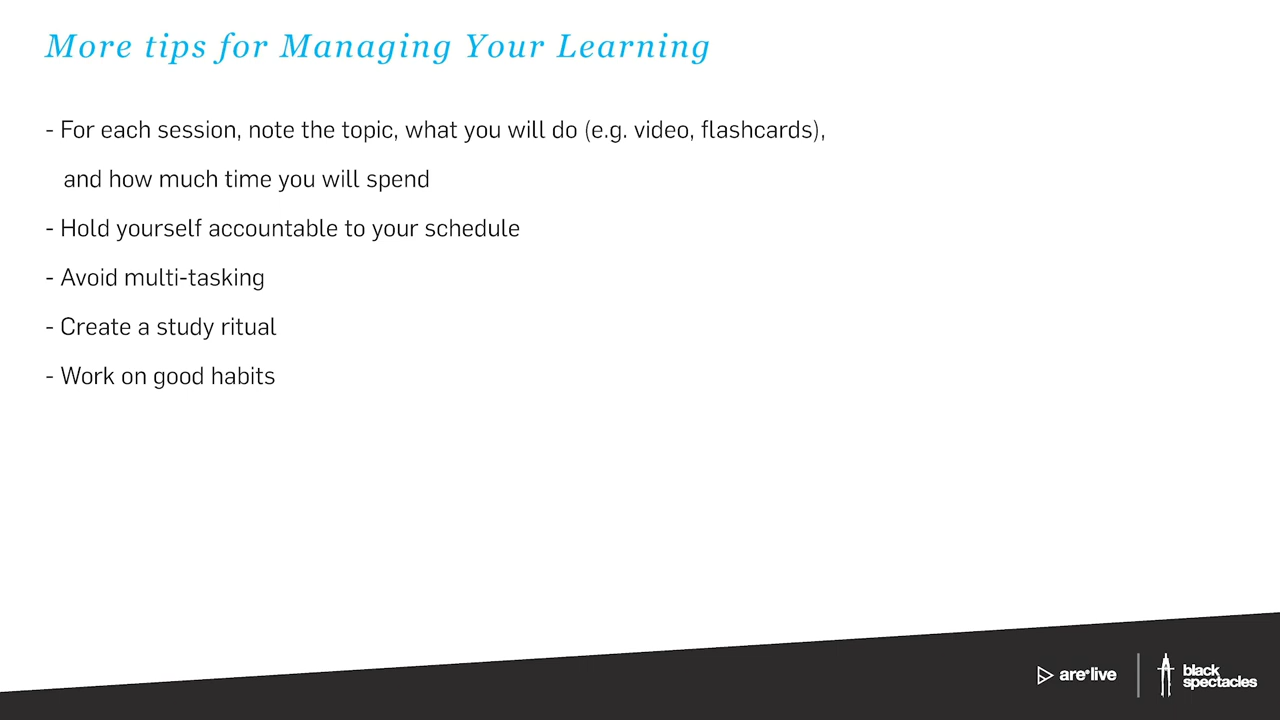 More tips for Managing Your Learning
- For each session, note the topic, what you will do (e.g. video, flashcards),
and how much time you will spend
- Hold yourself accountable to your schedule
- Avoid multi-tasking
- Create a study ritual
- Work on good habits
are•live
black
spectacles